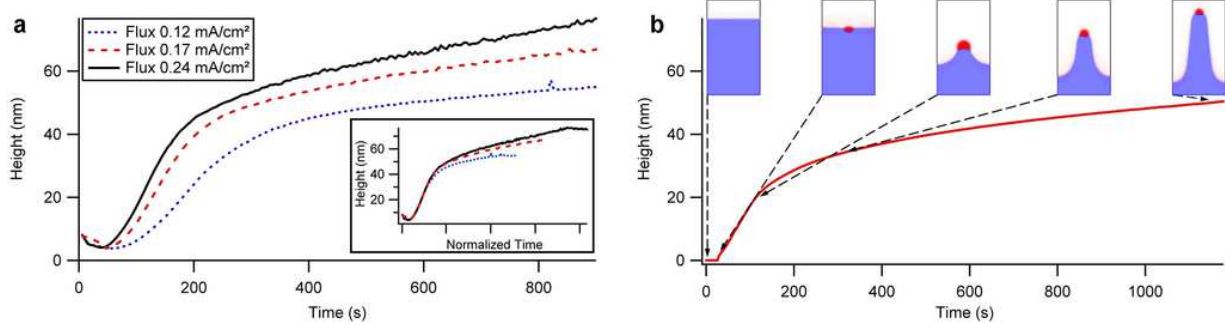 a
Flux 0.12 mA/cm²
Flux 0.17 mA/cm²
Flux 0.24 mA/cm²
Height (nm)
60
40
20
0
0 200 400 600 800
Time (s)
Height (nm)
60
40
20
Normalized Time
b
Height (nm)
60
40
20
0
0 200 400 600 800 1000
Time (s)